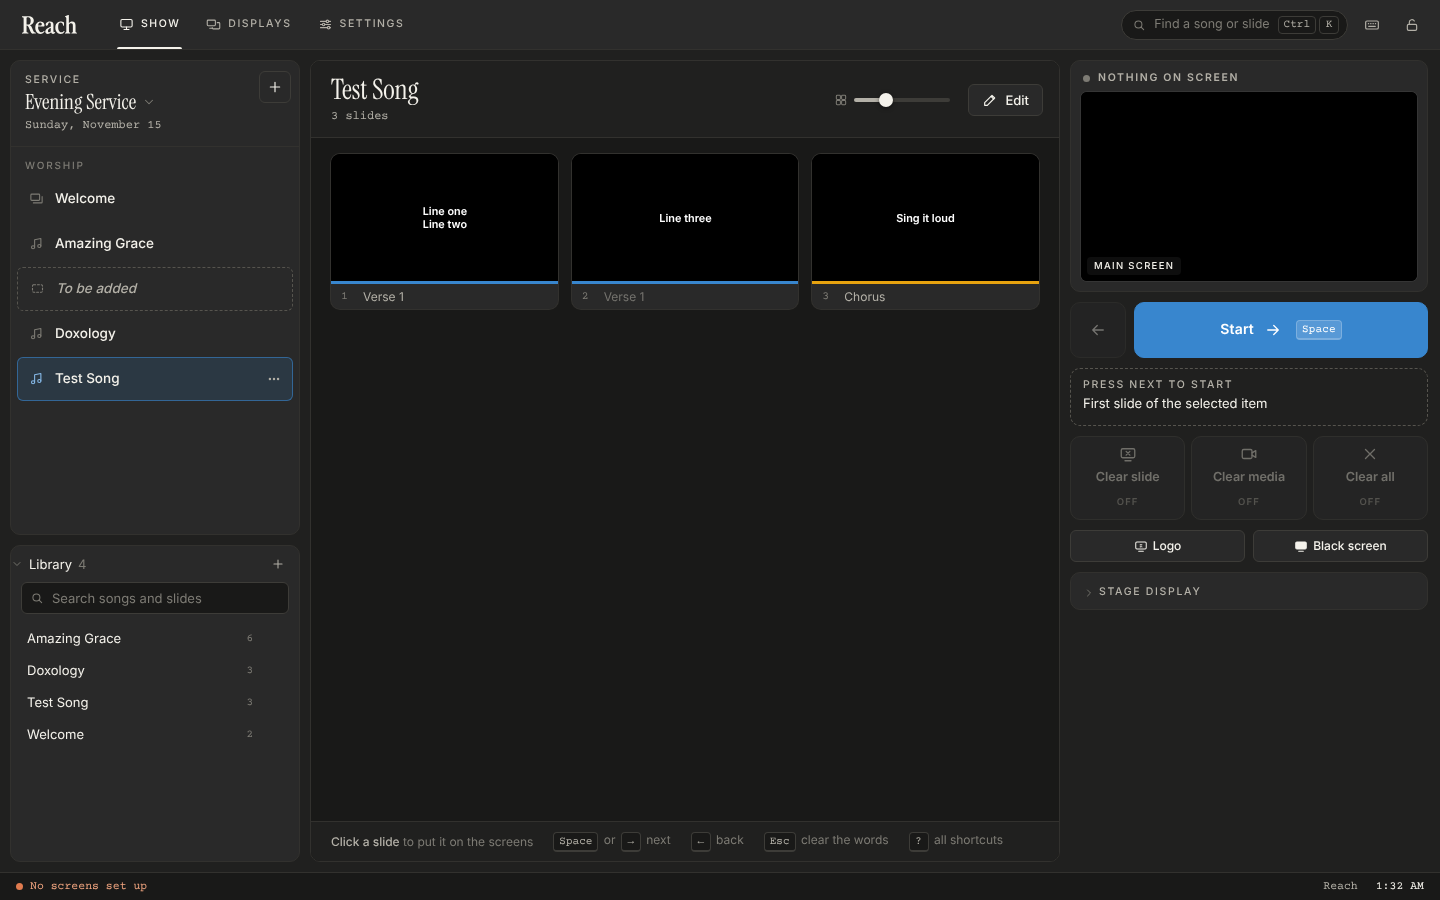 Reach
SHOW
DISPLAYS
SETTINGS
Find a song or slide
Ctrl K
SERVICE
Evening Service
Sunday, November 15
WORSHIP
Welcome
Amazing Grace
To be added
Doxology
Test Song
Library 4
Search songs and slides
Amazing Grace 6
Doxology 3
Test Song 3
Welcome 2
Test Song
3 slides
Edit
Line one
Line two
1 Verse 1
Line three
2 Verse 1
Sing it loud
3 Chorus
Click a slide to put it on the screens
Space or → next
← back
Esc clear the words
? all shortcuts
NOTHING ON SCREEN
MAIN SCREEN
Start → Space
PRESS NEXT TO START
First slide of the selected item
Clear slide
OFF
Clear media
OFF
Clear all
OFF
Logo
Black screen
STAGE DISPLAY
No screens set up
Reach 1:32 AM